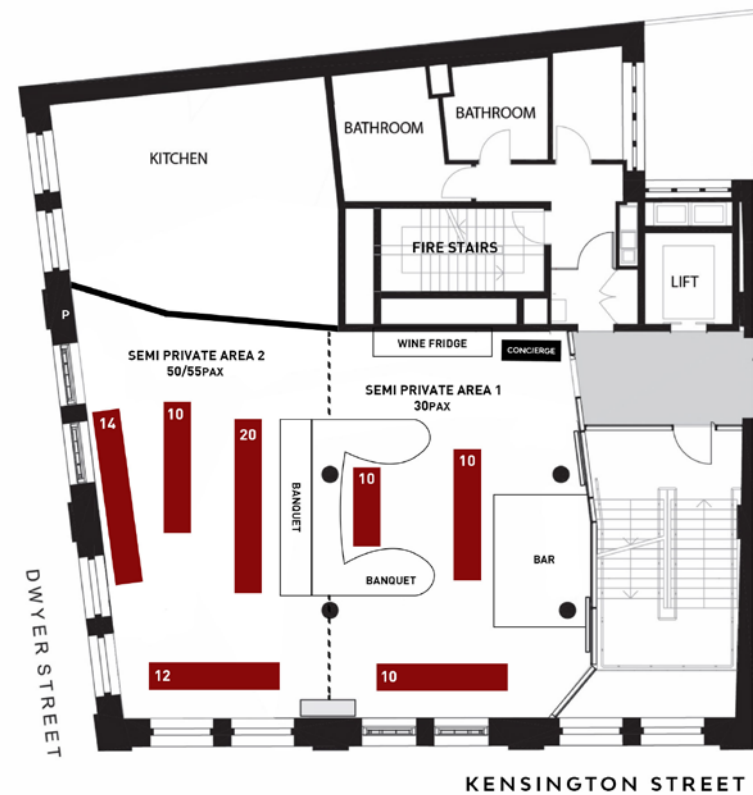 BATHROOM
BATHROOM
KITCHEN
FIRE STAIRS
LIFT
P
WINE FRIDGE
CONCIERGE
SEMI PRIVATE AREA 2
50/55PAX
SEMI PRIVATE AREA 1
30PAX
14
10
20
10
10
BANQUET
BANQUET
BAR
12
10
DWYER STREET
KENSINGTON STREET